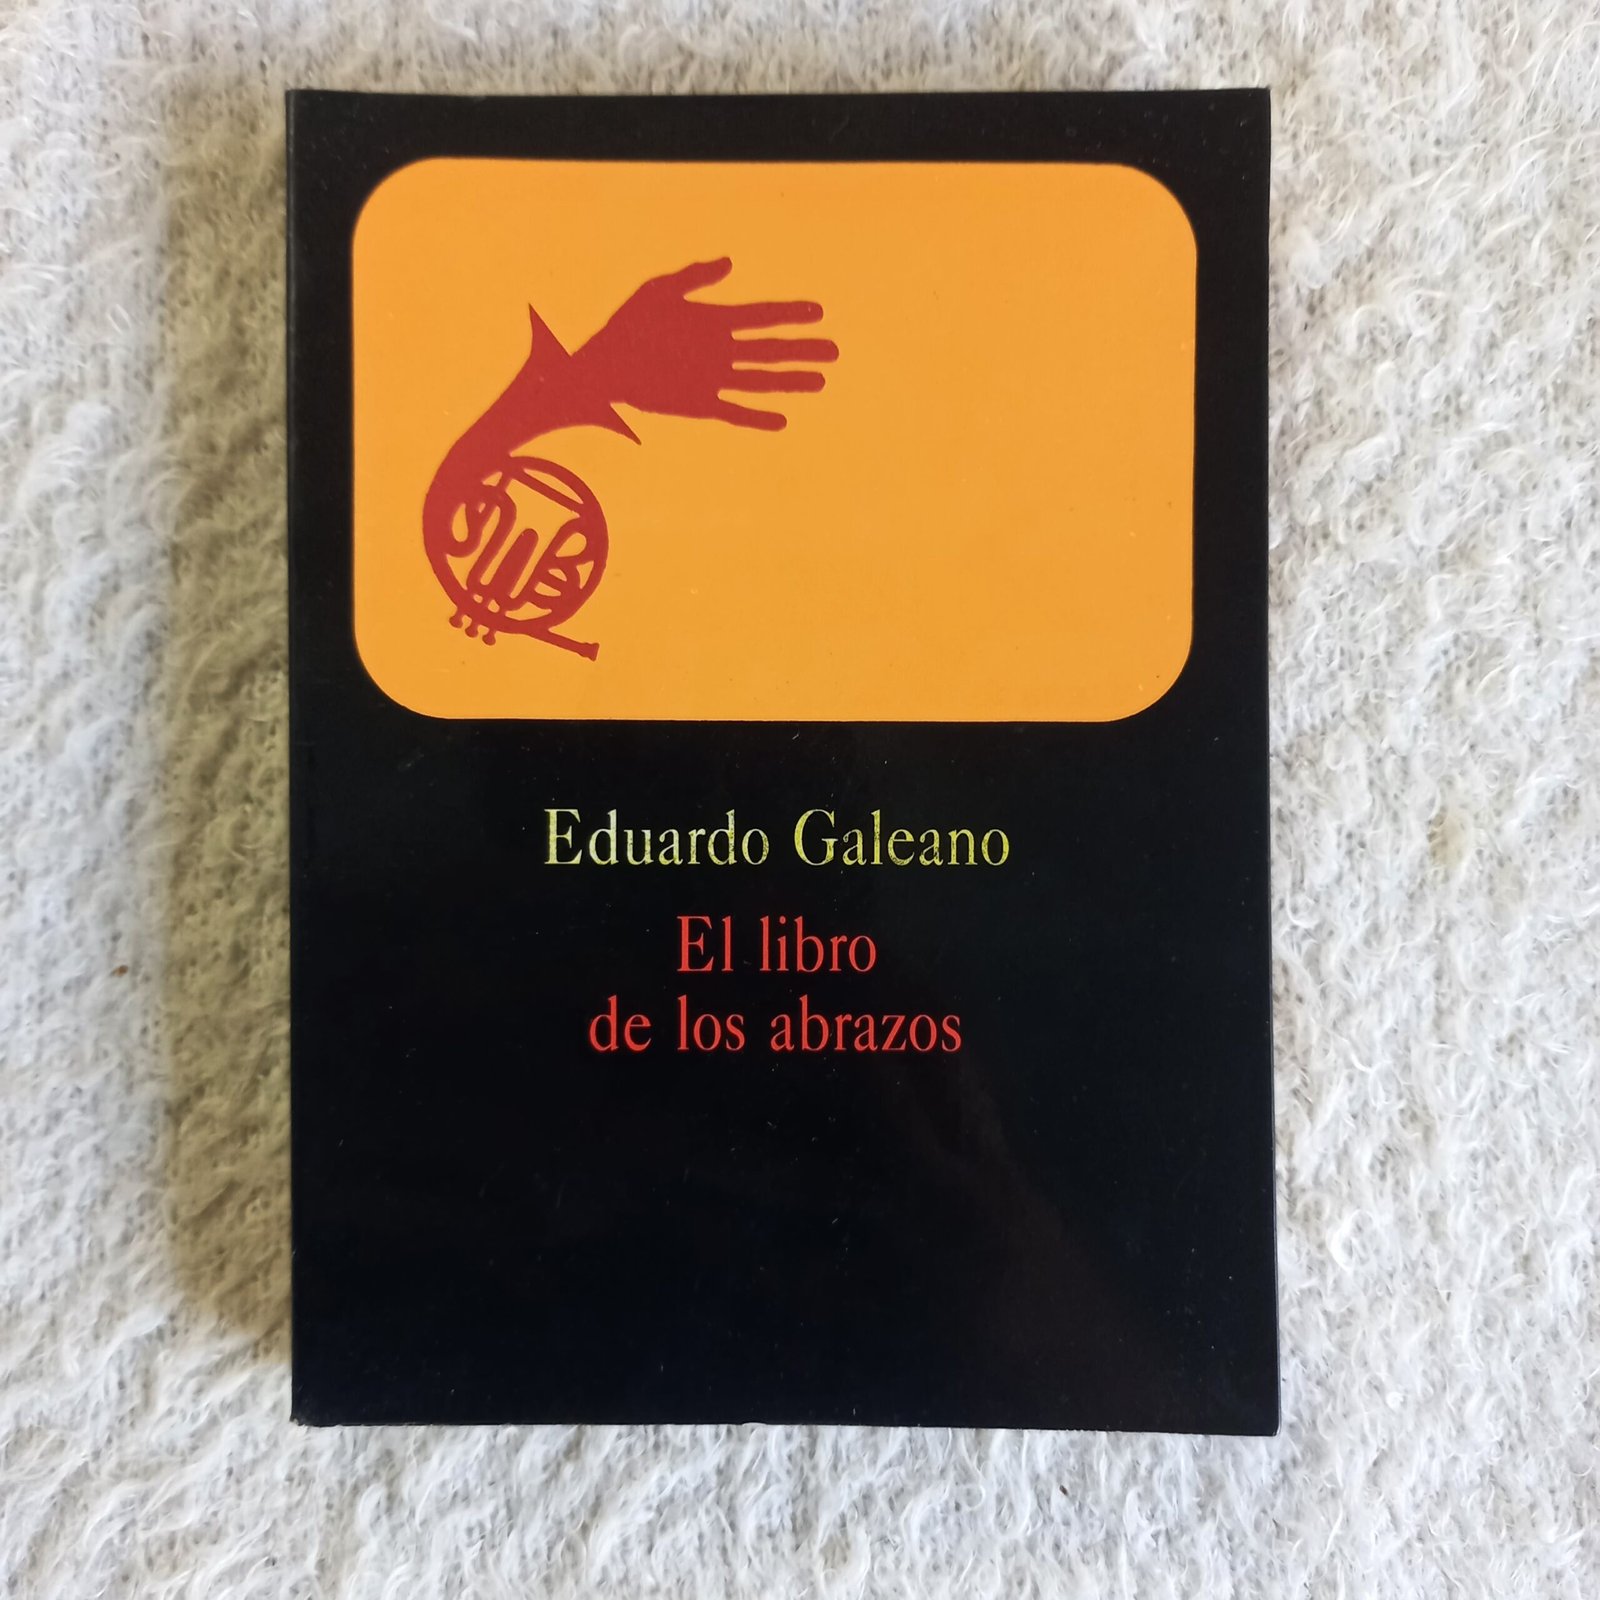 Eduardo Galeano
El libro
de los abrazos